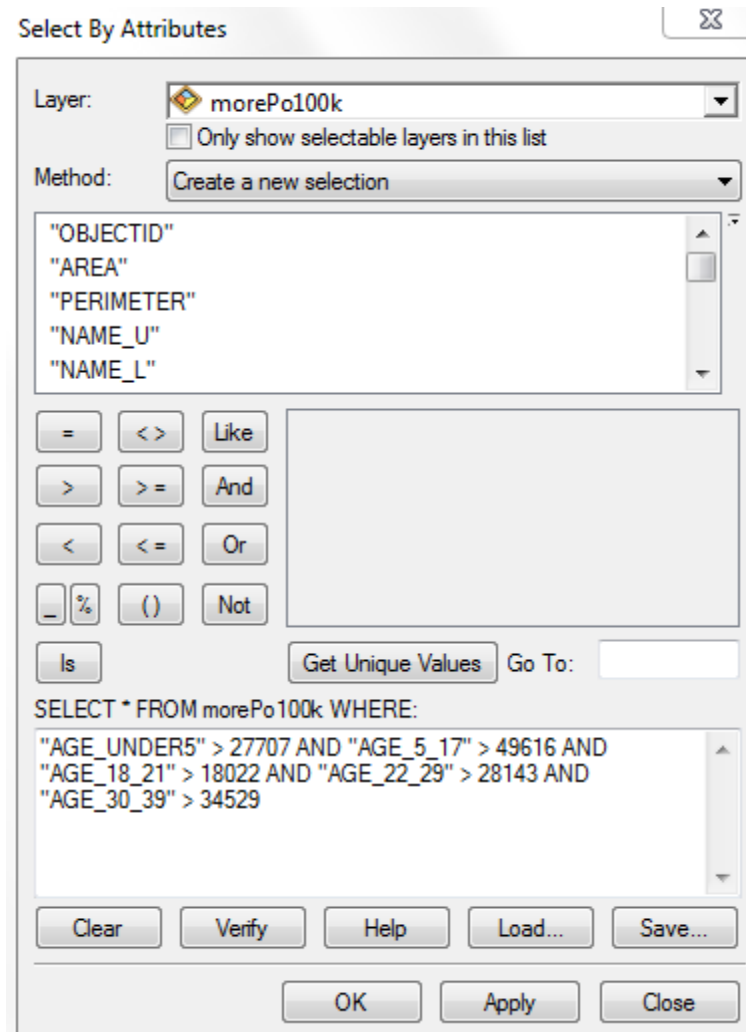 Select By Attributes
Layer: morePo100k
Only show selectable layers in this list
Method: Create a new selection
"OBJECTID"
"AREA"
"PERIMETER"
"NAME_U"
"NAME_L"
= < > Like
> > = And
< < = Or
_ % ( ) Not
Is Get Unique Values Go To:
SELECT * FROM morePo100k WHERE:
"AGE_UNDER5" > 27707 AND "AGE_5_17" > 49616 AND
"AGE_18_21" > 18022 AND "AGE_22_29" > 28143 AND
"AGE_30_39" > 34529
Clear Verify Help Load... Save...
OK Apply Close